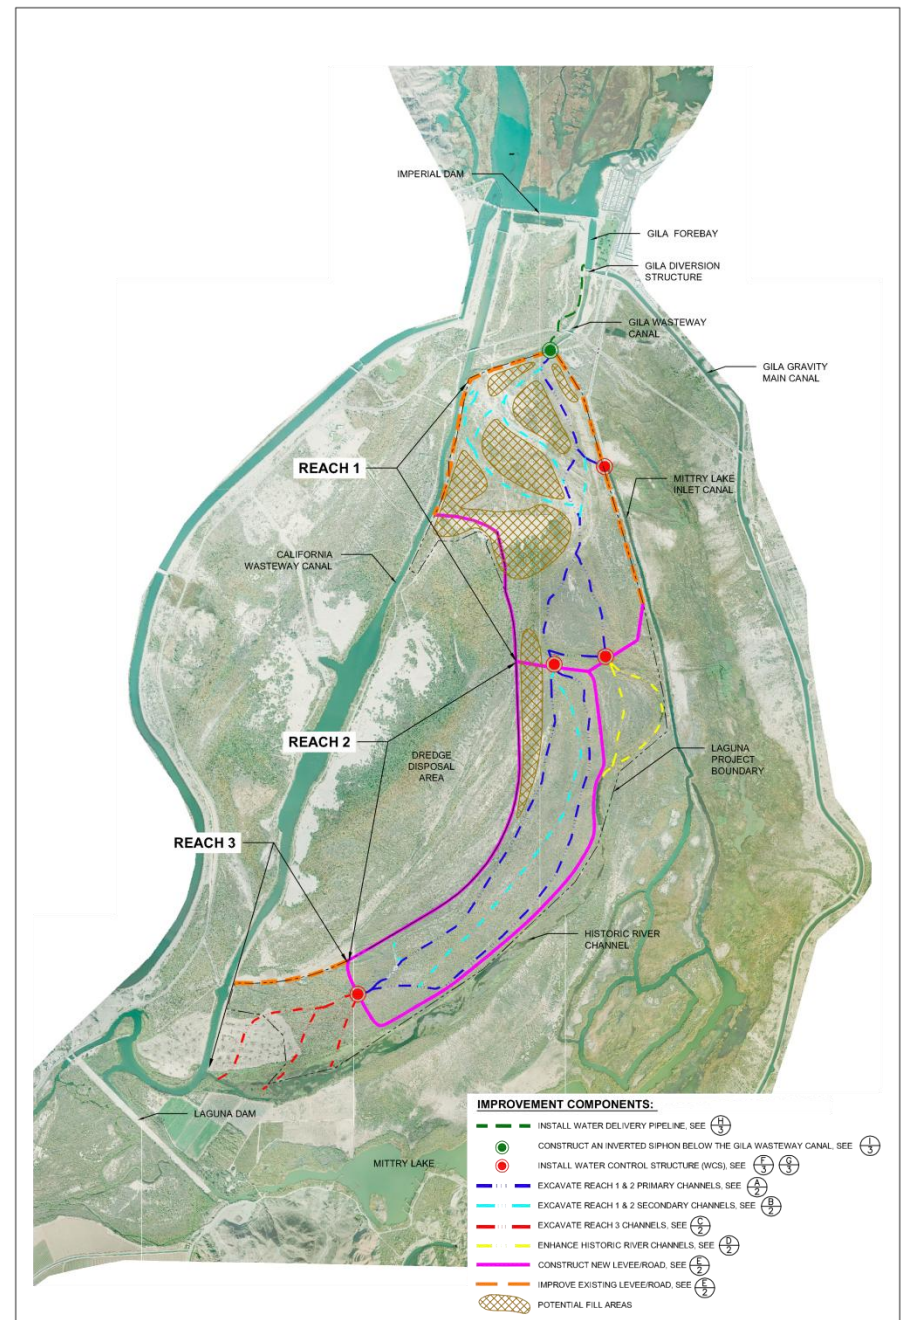 IMPERIAL DAM
GILA FOREBAY
GILA DIVERSION
STRUCTURE
GILA WASTEWAY
CANAL
GILA GRAVITY
MAIN CANAL
REACH 1
MITTRY LAKE
INLET CANAL
CALIFORNIA
WASTEWAY CANAL
REACH 2
DREDGE
DISPOSAL
AREA
LAGUNA
PROJECT
BOUNDARY
REACH 3
HISTORIC RIVER
CHANNEL
LAGUNA DAM
MITTRY LAKE
IMPROVEMENT COMPONENTS:
INSTALL WATER DELIVERY PIPELINE, SEE H 3
CONSTRUCT AN INVERTED SIPHON BELOW THE GILA WASTEWAY CANAL, SEE I 3
INSTALL WATER CONTROL STRUCTURE (WCS), SEE F 3 G 3
EXCAVATE REACH 1 & 2 PRIMARY CHANNELS, SEE A 2
EXCAVATE REACH 1 & 2 SECONDARY CHANNELS, SEE B 2
EXCAVATE REACH 3 CHANNELS, SEE C 2
ENHANCE HISTORIC RIVER CHANNELS, SEE D 2
CONSTRUCT NEW LEVEE/ROAD, SEE E 2
IMPROVE EXISTING LEVEE/ROAD, SEE E 2
POTENTIAL FILL AREAS